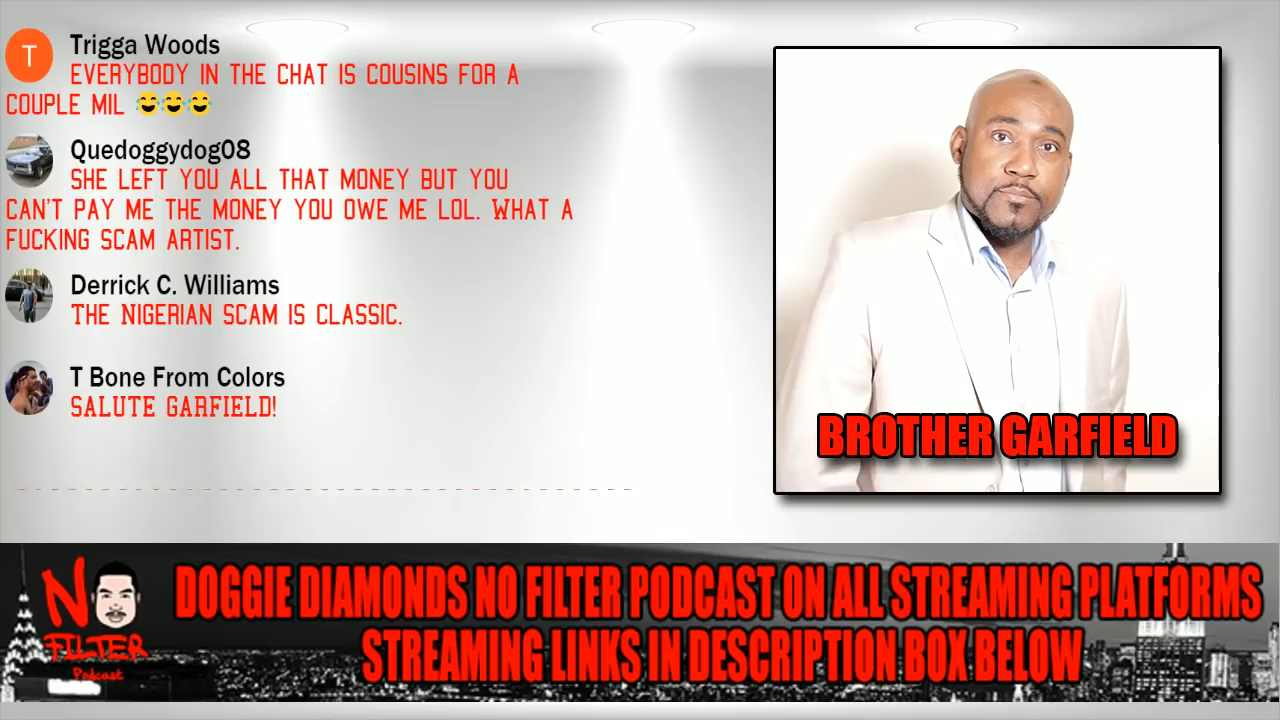 T
Trigga Woods
EVERYBODY IN THE CHAT IS COUSINS FOR A
COUPLE MIL 😂😂😂
Quedoggydog08
SHE LEFT YOU ALL THAT MONEY BUT YOU
CAN'T PAY ME THE MONEY YOU OWE ME LOL. WHAT A
FUCKING SCAM ARTIST.
Derrick C. Williams
THE NIGERIAN SCAM IS CLASSIC.
T Bone From Colors
SALUTE GARFIELD!
BROTHER GARFIELD
NO
FILTER
Podcast
DOGGIE DIAMONDS NO FILTER PODCAST ON ALL STREAMING PLATFORMS
STREAMING LINKS IN DESCRIPTION BOX BELOW